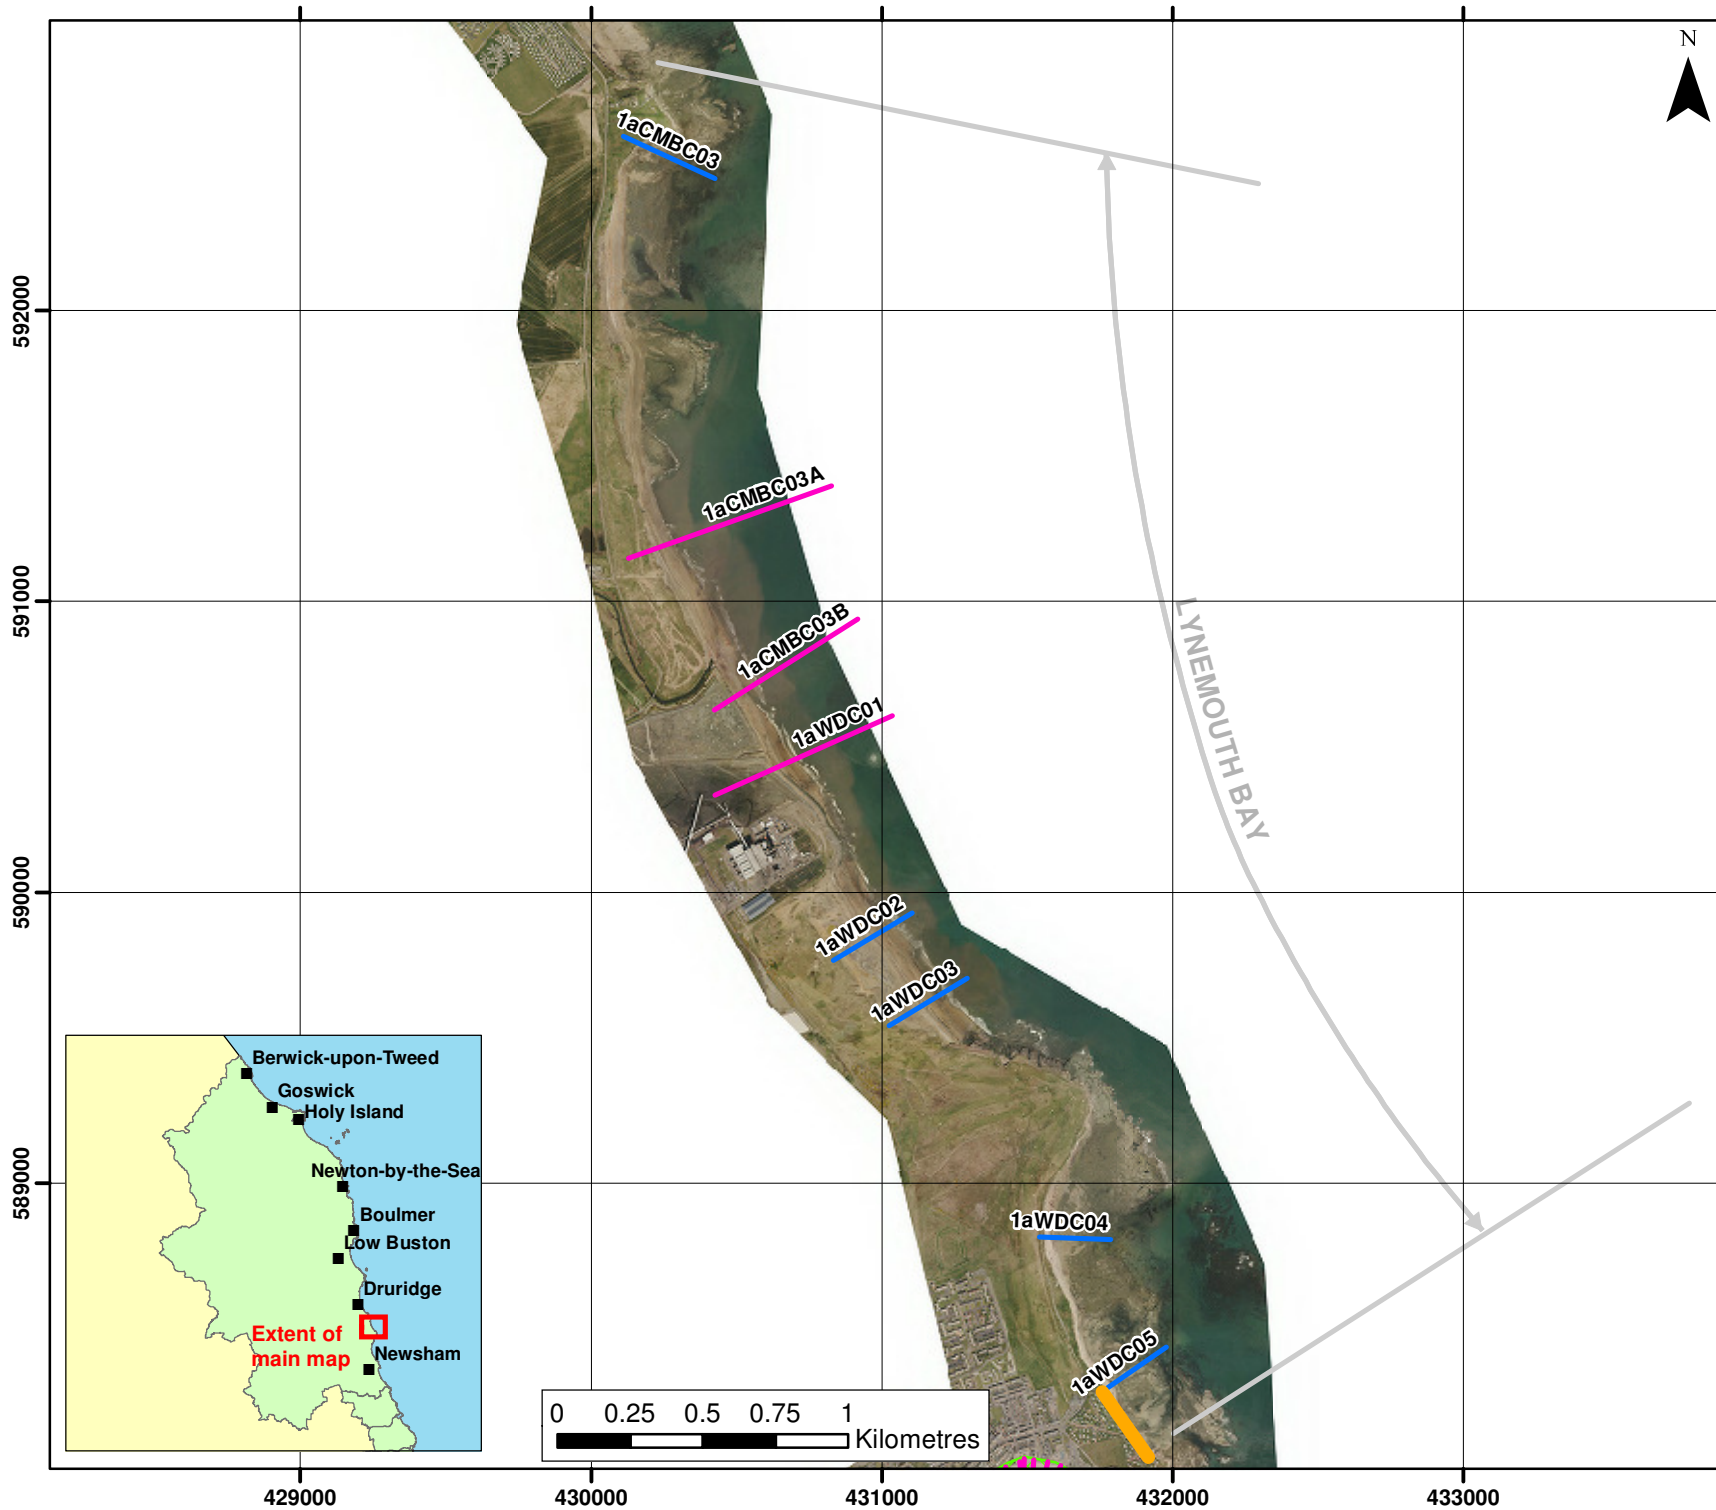 N
1aCMBC03
592000
1aCMBC03A
591000
1aCMBC03B
LYNEMOUTH BAY
1aWDC01
590000
1aWDC02
1aWDC03
589000
1aWDC04
1aWDC05
Berwick-upon-Tweed
Goswick
Holy Island
Newton-by-the-Sea
Boulmer
Low Buston
Druridge
Extent of
main map
Newsham
0 0.25 0.5 0.75 1
Kilometres
429000 430000 431000 432000 433000